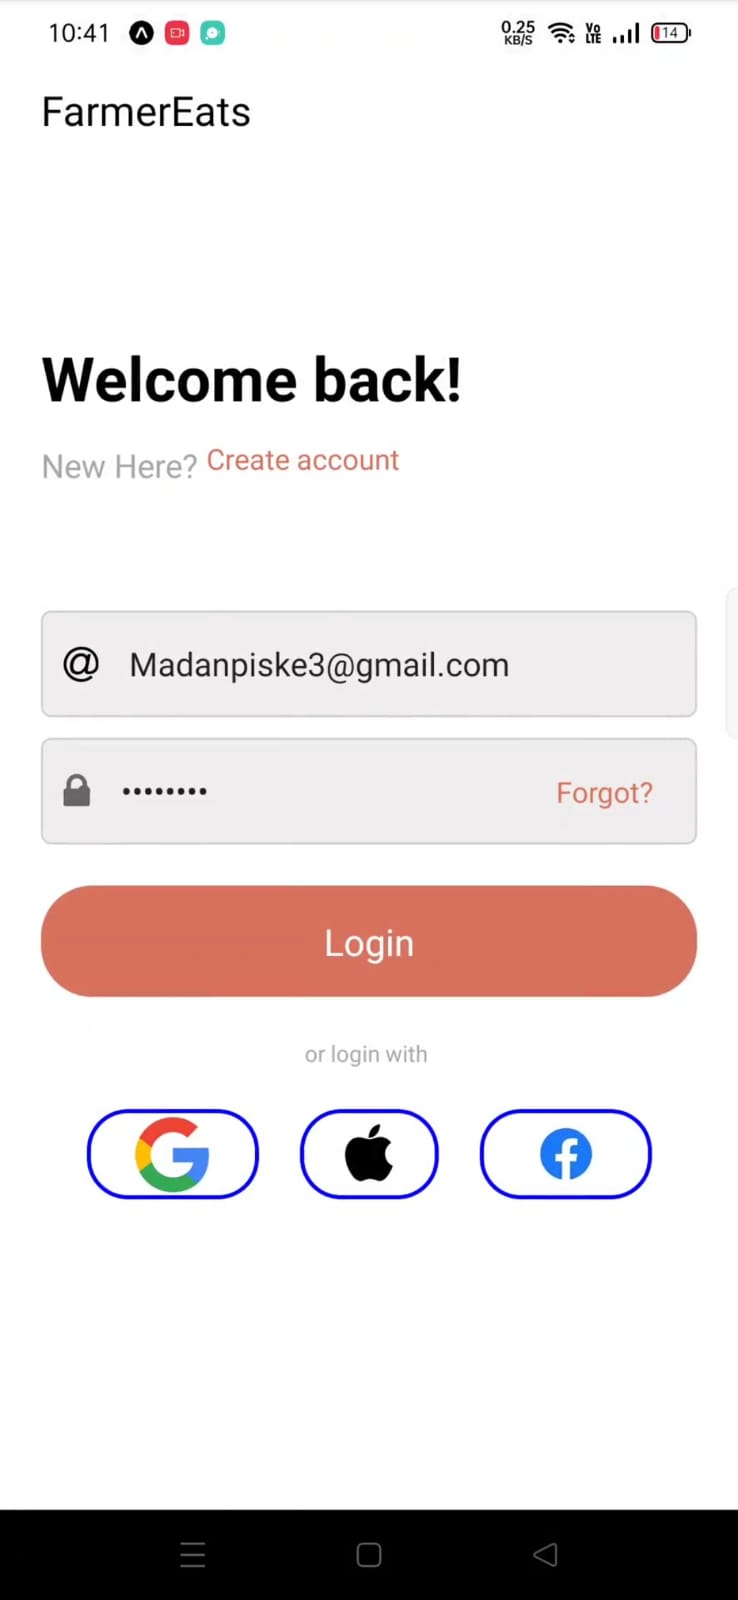 10:41 0.25 KB/S Vo LTE 14
FarmerEats
Welcome back!
New Here? Create account
@ Madanpiske3@gmail.com
•••••••• Forgot?
Login
or login with